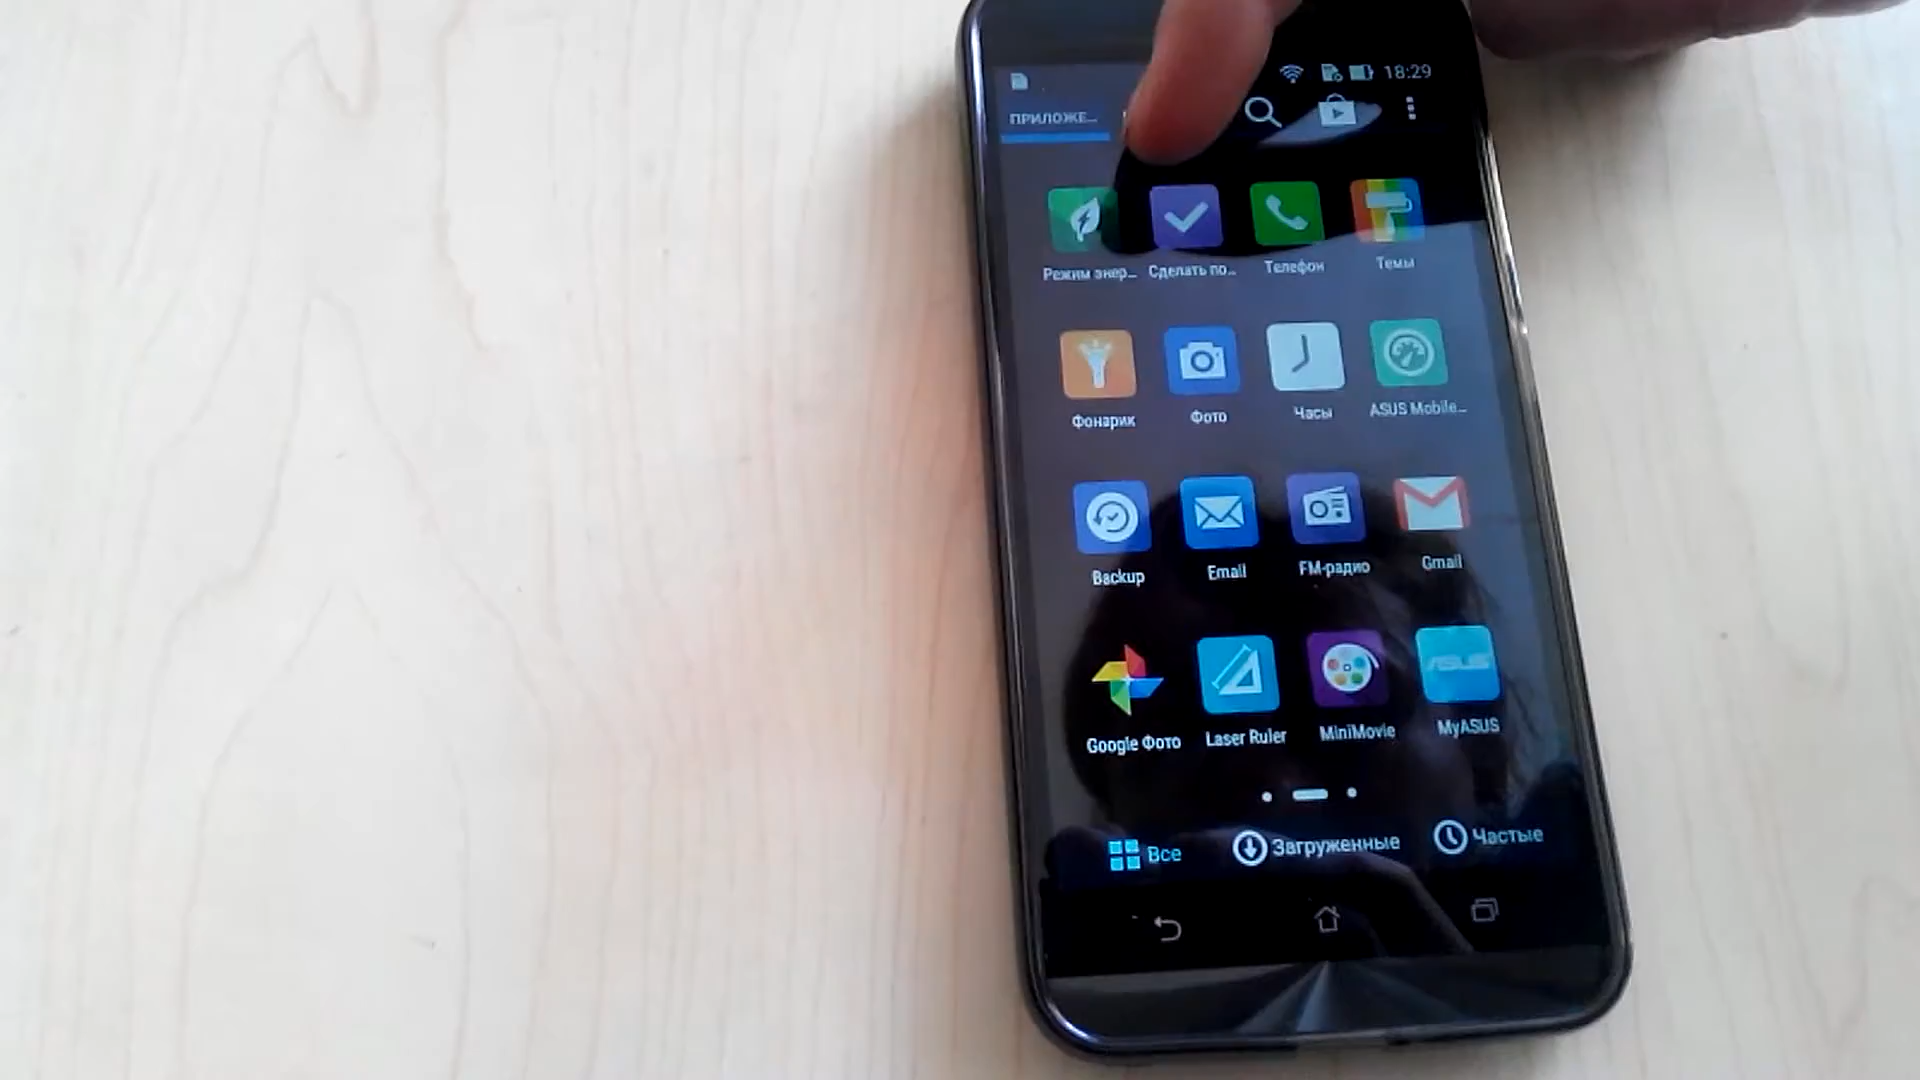 18:29
ПРИЛОЖЕ...
Режим энер... Сделать по... Телефон Темы
Фонарик Фото Часы ASUS Mobile...
Backup Email FM-радио Gmail
ASUS
Google Фото Laser Ruler MiniMovie MyASUS
Все Загруженные Частые